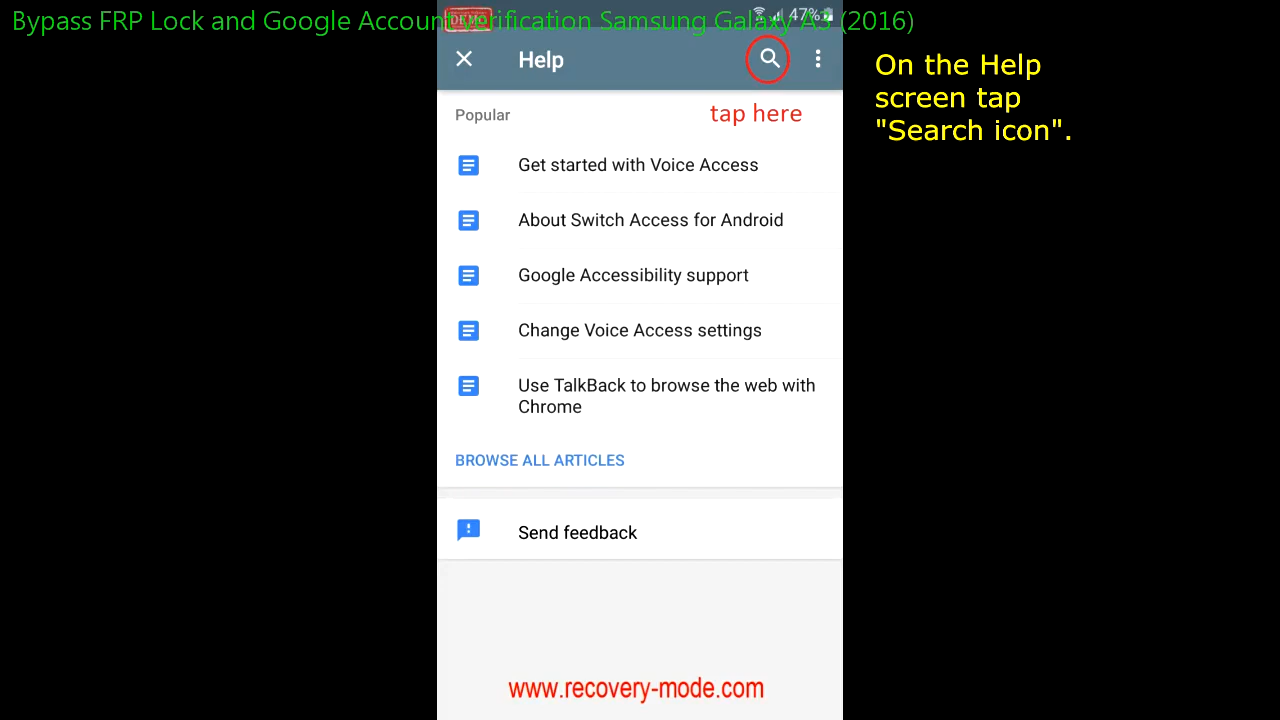 Bypass FRP Lock and Google Account verification Samsung Galaxy A3 (2016)
DEMO
47%
Help
On the Help
screen tap
"Search icon".
Popular
tap here
Get started with Voice Access
About Switch Access for Android
Google Accessibility support
Change Voice Access settings
Use TalkBack to browse the web with
Chrome
BROWSE ALL ARTICLES
Send feedback
www.recovery-mode.com